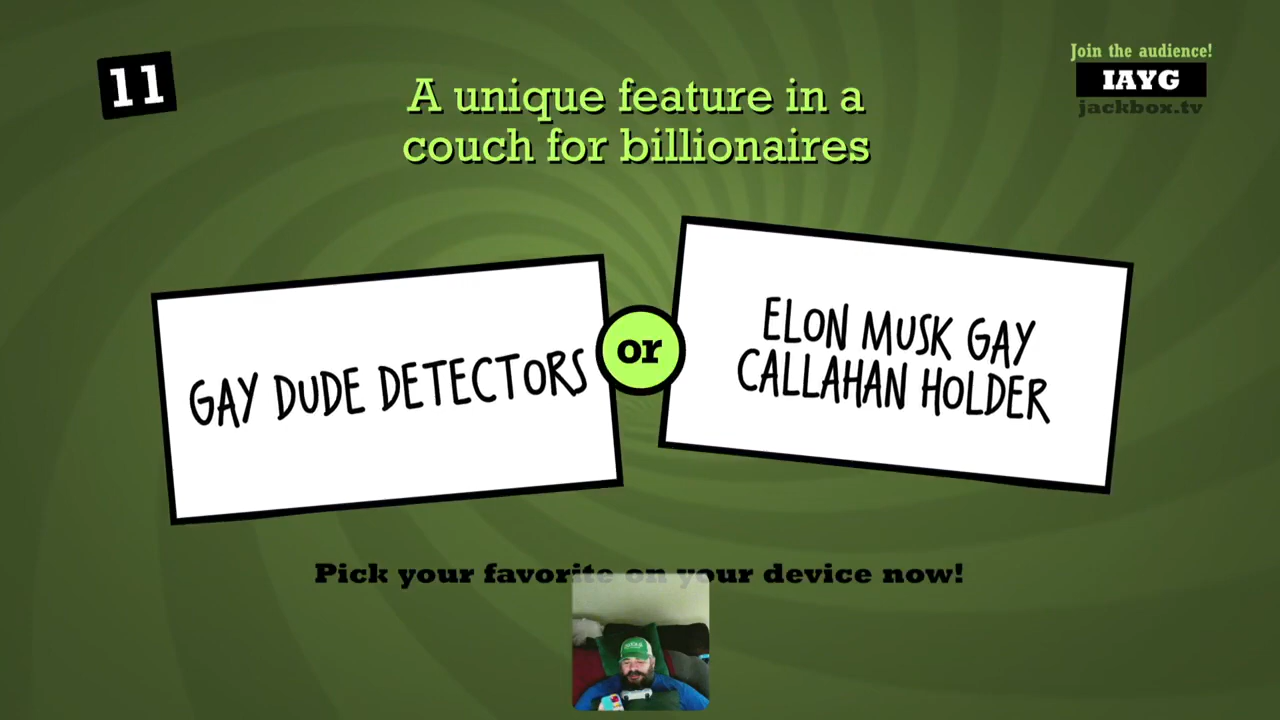 11
Join the audience!
IAYG
jackbox.tv
A unique feature in a
couch for billionaires
GAY DUDE DETECTORS
or
ELON MUSK GAY
CALLAHAN HOLDER
Pick your favorite on your device now!